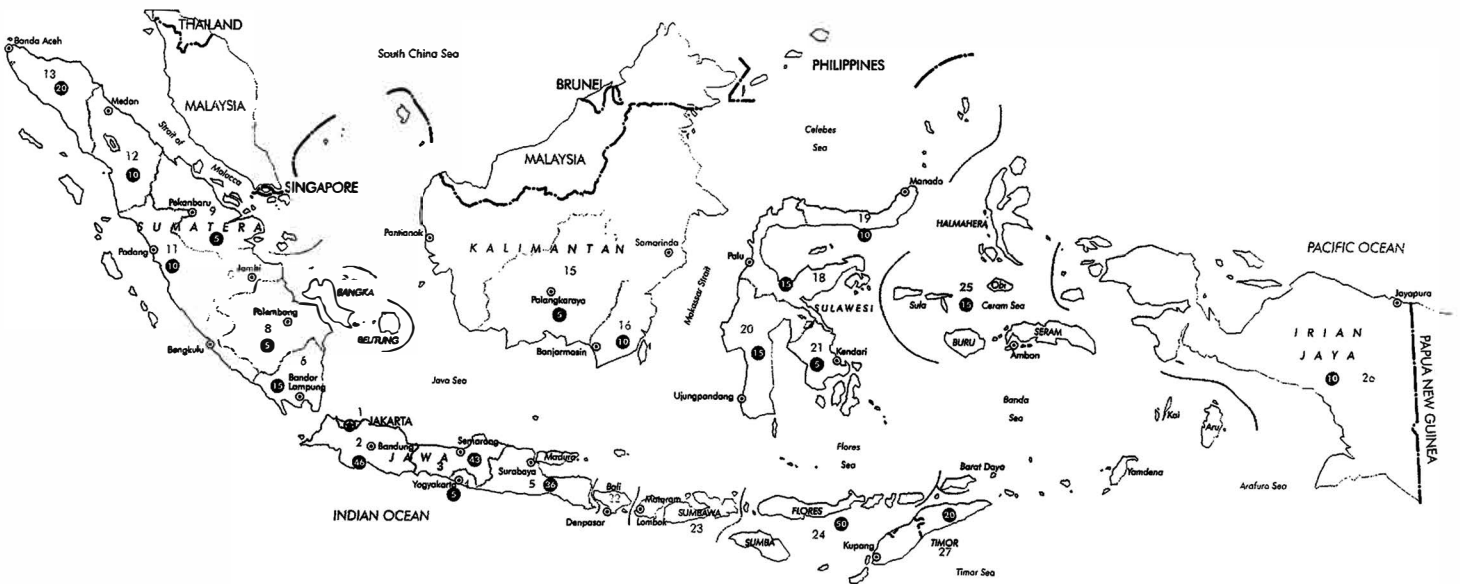 THAILAND
Banda Aceh
South China Sea
PHILIPPINES
13
20
BRUNEI
Medan
MALAYSIA
Strait of
Malacca
Celebes
Sea
12
10
MALAYSIA
SINGAPORE
Manado
Pekanbaru
9
SUMATERA
5
19
10
HALMAHERA
Pontianak
KALIMANTAN
Samarinda
PACIFIC OCEAN
Padang
11
10
Palu
15
Jambi
15
18
25
15
Obi
Sula
Ceram Sea
Jayapura
BANGKA
Palangkaraya
5
Makassar Strait
SULAWESI
Palembang
8
5
BELITUNG
16
10
20
15
21
5
Kendari
BURU
SERAM
Ambon
IRIAN
JAYA
10
PAPUA NEW GUINEA
Bengkulu
6
Banjarmasin
15
Bandar
Lampung
Java Sea
Ujungpandang
Banda
Sea
Kai
Aru
1
JAKARTA
2
Bandung
JAWA
Semarang
3
43
46
Surabaya
Madura
Flores
Sea
Yogyakarta
4
5
5
36
Barat Daya
Yamdena
Arafura Sea
INDIAN OCEAN
Bali
22
Denpasar
Mataram
Lombok
SUMBAWA
23
FLORES
50
24
SUMBA
20
Kupang
TIMOR
27
Timor Sea